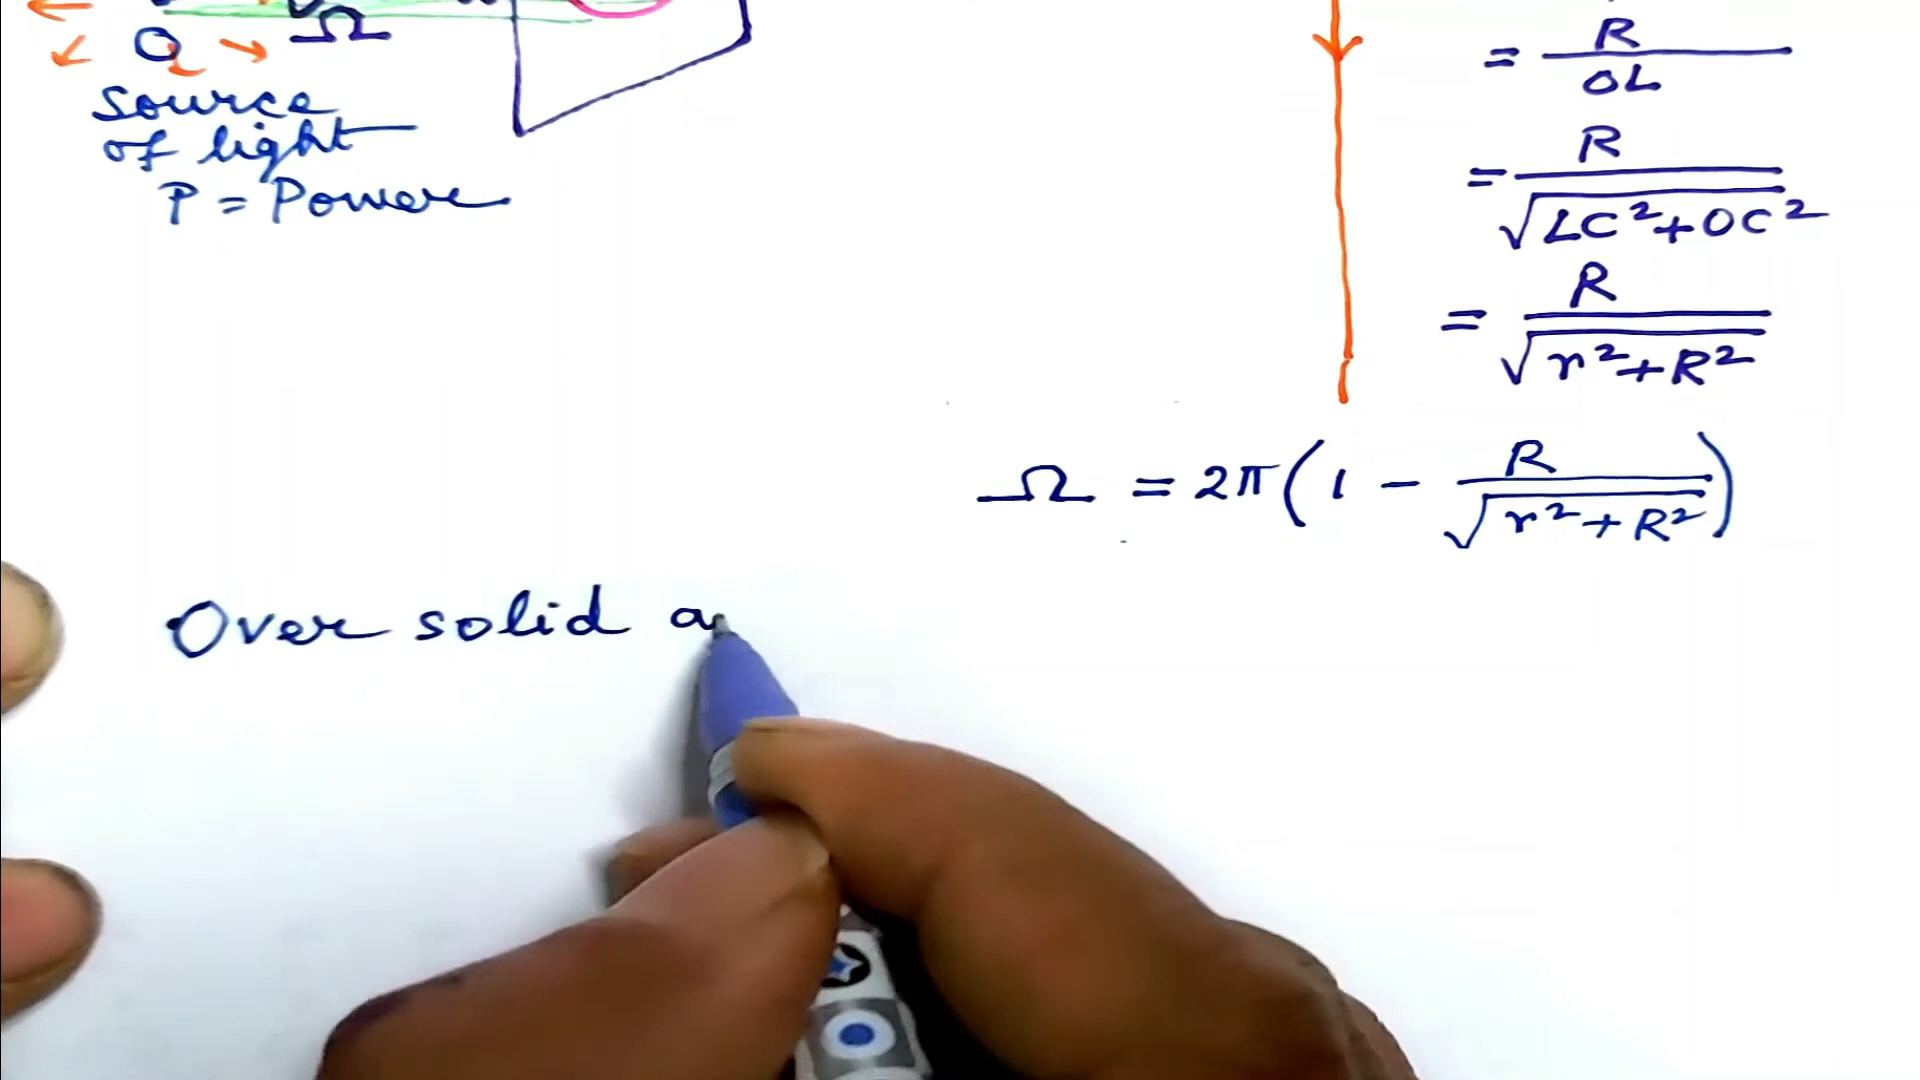 Ω
O
Source
of light
P = Power
= R / OL
= R / √LC² + OC²
= R / √r² + R²
Ω = 2π(1 - R / √r² + R²)
Over solid a